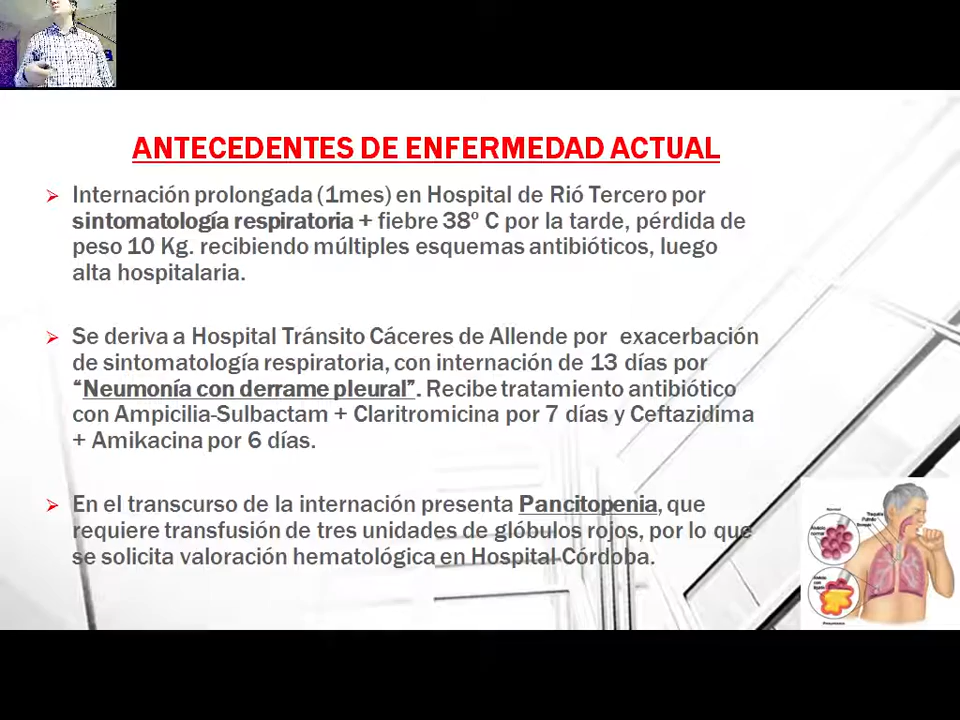 ANTECEDENTES DE ENFERMEDAD ACTUAL
Internación prolongada (1mes) en Hospital de Rió Tercero por
sintomatología respiratoria + fiebre 38º C por la tarde, pérdida de
peso 10 Kg. recibiendo múltiples esquemas antibióticos, luego
alta hospitalaria.
Se deriva a Hospital Tránsito Cáceres de Allende por exacerbación
de sintomatología respiratoria, con internación de 13 días por
“Neumonía con derrame pleural”. Recibe tratamiento antibiótico
con Ampicilia-Sulbactam + Claritromicina por 7 días y Ceftazidima
+ Amikacina por 6 días.
En el transcurso de la internación presenta Pancitopenia, que
requiere transfusión de tres unidades de glóbulos rojos, por lo que
se solicita valoración hematológica en Hospital Córdoba.